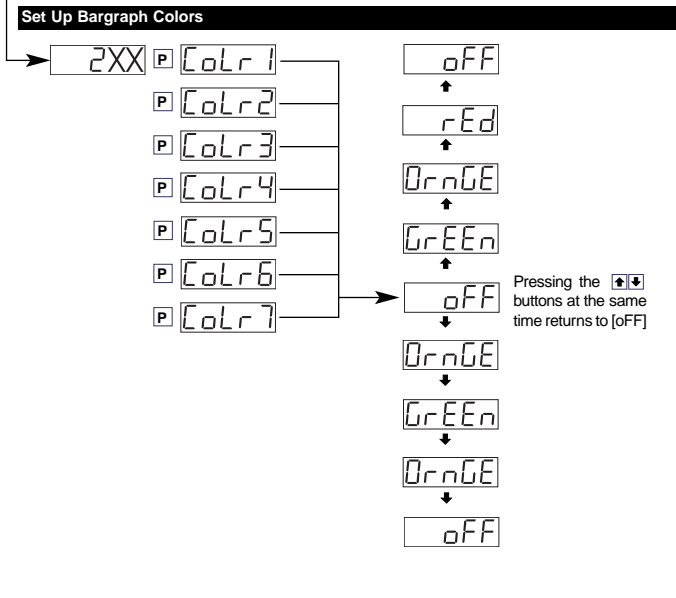 Set Up Bargraph Colors
2XX P CoLr 1
P CoLr2
P CoLr3
P CoLr4
P CoLr5
P CoLr6
P CoLr7
oFF
rEd
OrnGE
GrEEn
oFF
Pressing the
buttons at the same
time returns to [oFF]
OrnGE
GrEEn
OrnGE
oFF